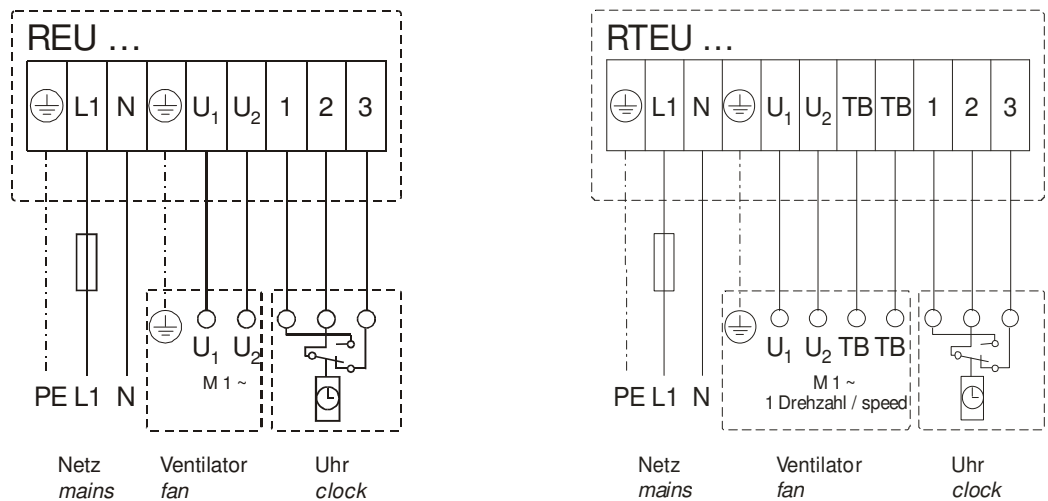 REU ...
L1 N U1 U2 1 2 3
U1 U2
M 1 ~
PE L1 N
Netz
mains
Ventilator
fan
Uhr
clock
RTEU ...
L1 N U1 U2 TB TB 1 2 3
U1 U2 TB TB
M 1 ~
1 Drehzahl / speed
PE L1 N
Netz
mains
Ventilator
fan
Uhr
clock